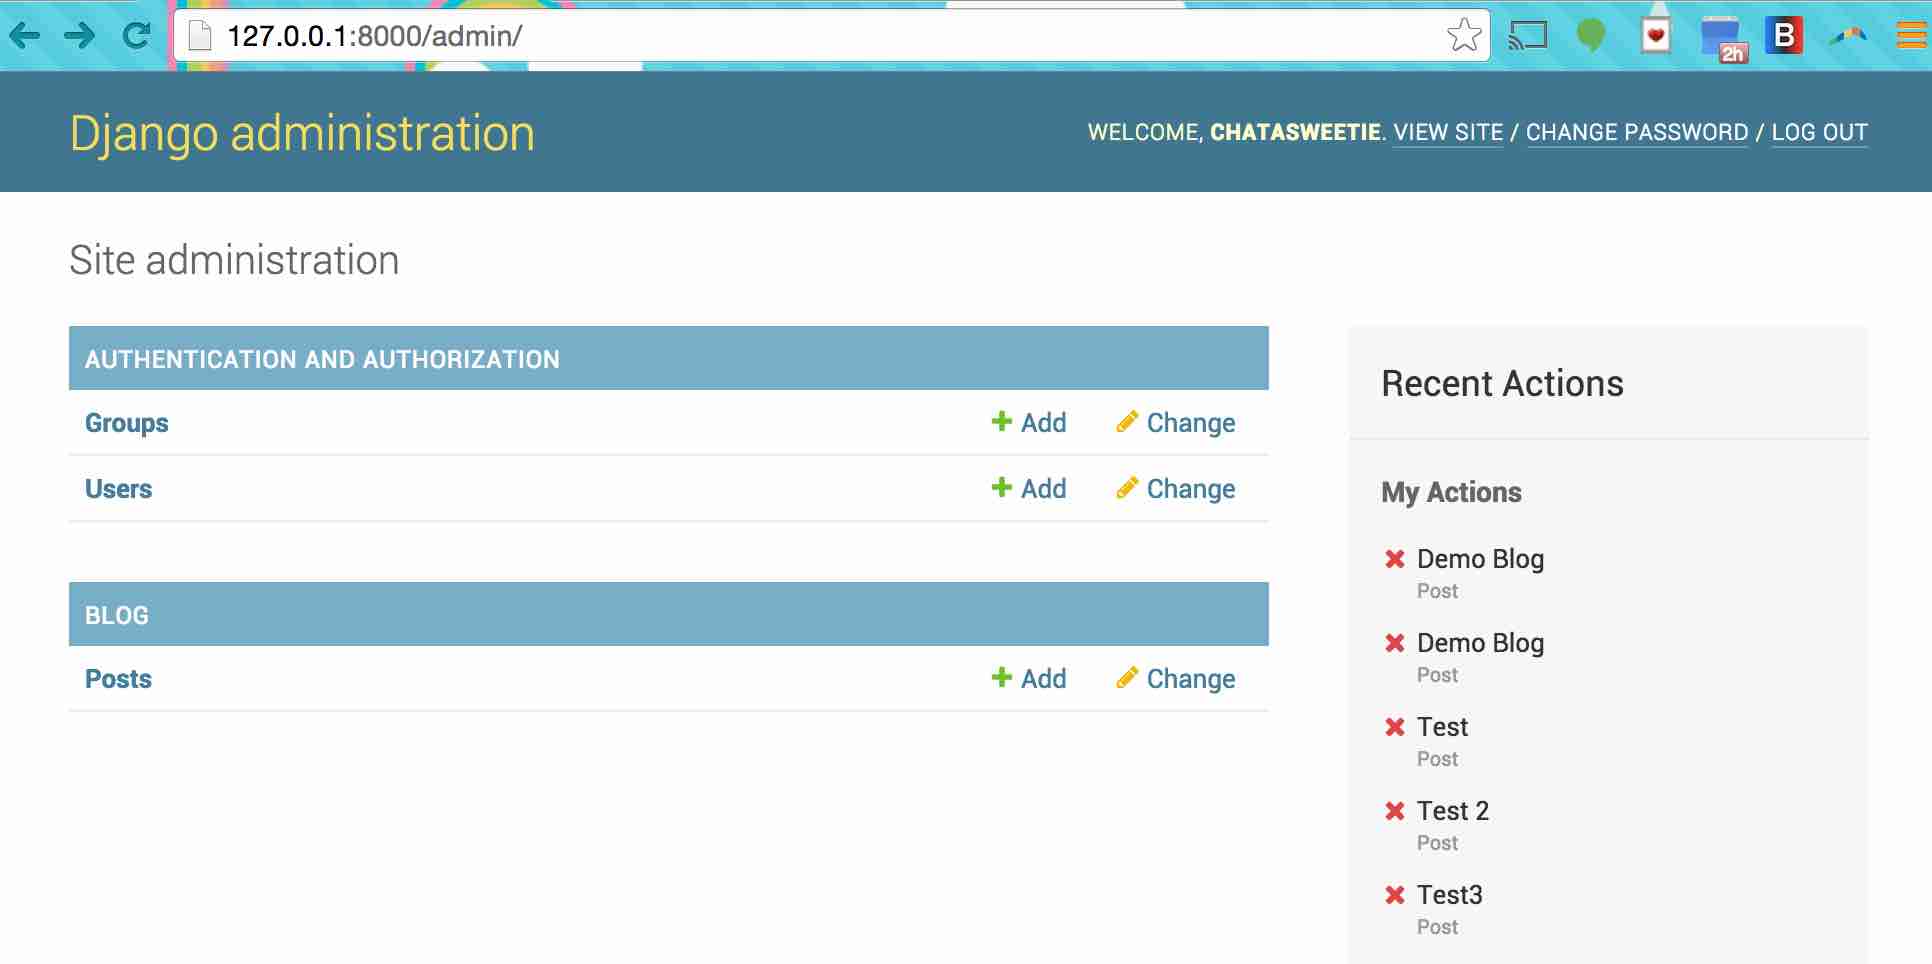 127.0.0.1:8000/admin/
2h
B
Django administration
WELCOME, CHATASWEETIE. VIEW SITE / CHANGE PASSWORD / LOG OUT
Site administration
AUTHENTICATION AND AUTHORIZATION
Groups Add Change
Users Add Change
BLOG
Posts Add Change
Recent Actions
My Actions
Demo Blog
Post
Demo Blog
Post
Test
Post
Test 2
Post
Test3
Post